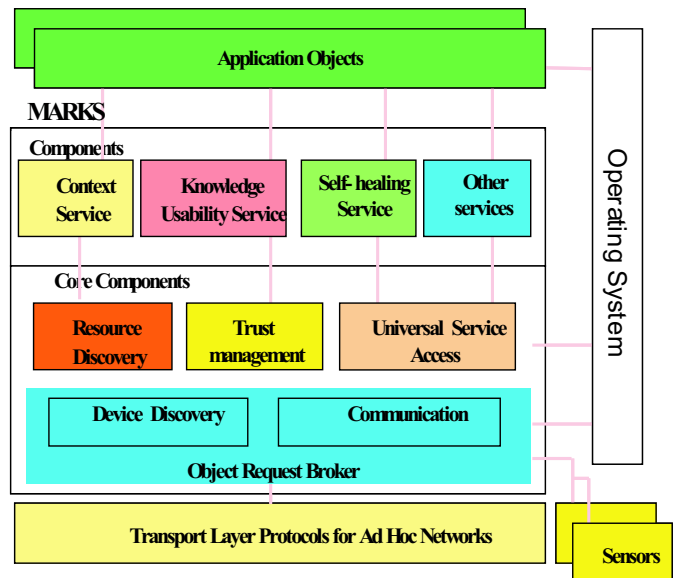 Application Objects
MARKS
Components
Context
Service
Knowledge
Usability Service
Self- healing
Service
Other
services
Operating System
Core Components
Resource
Discovery
Trust
management
Universal Service
Access
Device Discovery
Communication
Object Request Broker
Transport Layer Protocols for Ad Hoc Networks
Sensors